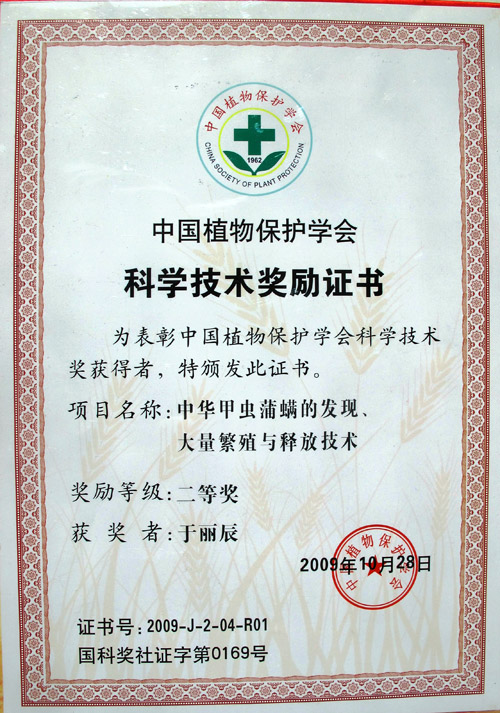 中国植物保护学会
1962
CHINA SOCIETY OF PLANT PROTECTION
中国植物保护学会
科学技术奖励证书
为表彰中国植物保护学会科学技术
奖获得者，特颁发此证书。
项目名称：中华甲虫蒲螨的发现、
大量繁殖与释放技术
奖励等级：二等奖
获奖者：于丽辰
2009年10月28日
中国植物保护学会
证书号：2009-J-2-04-R01
国科奖社证字第0169号